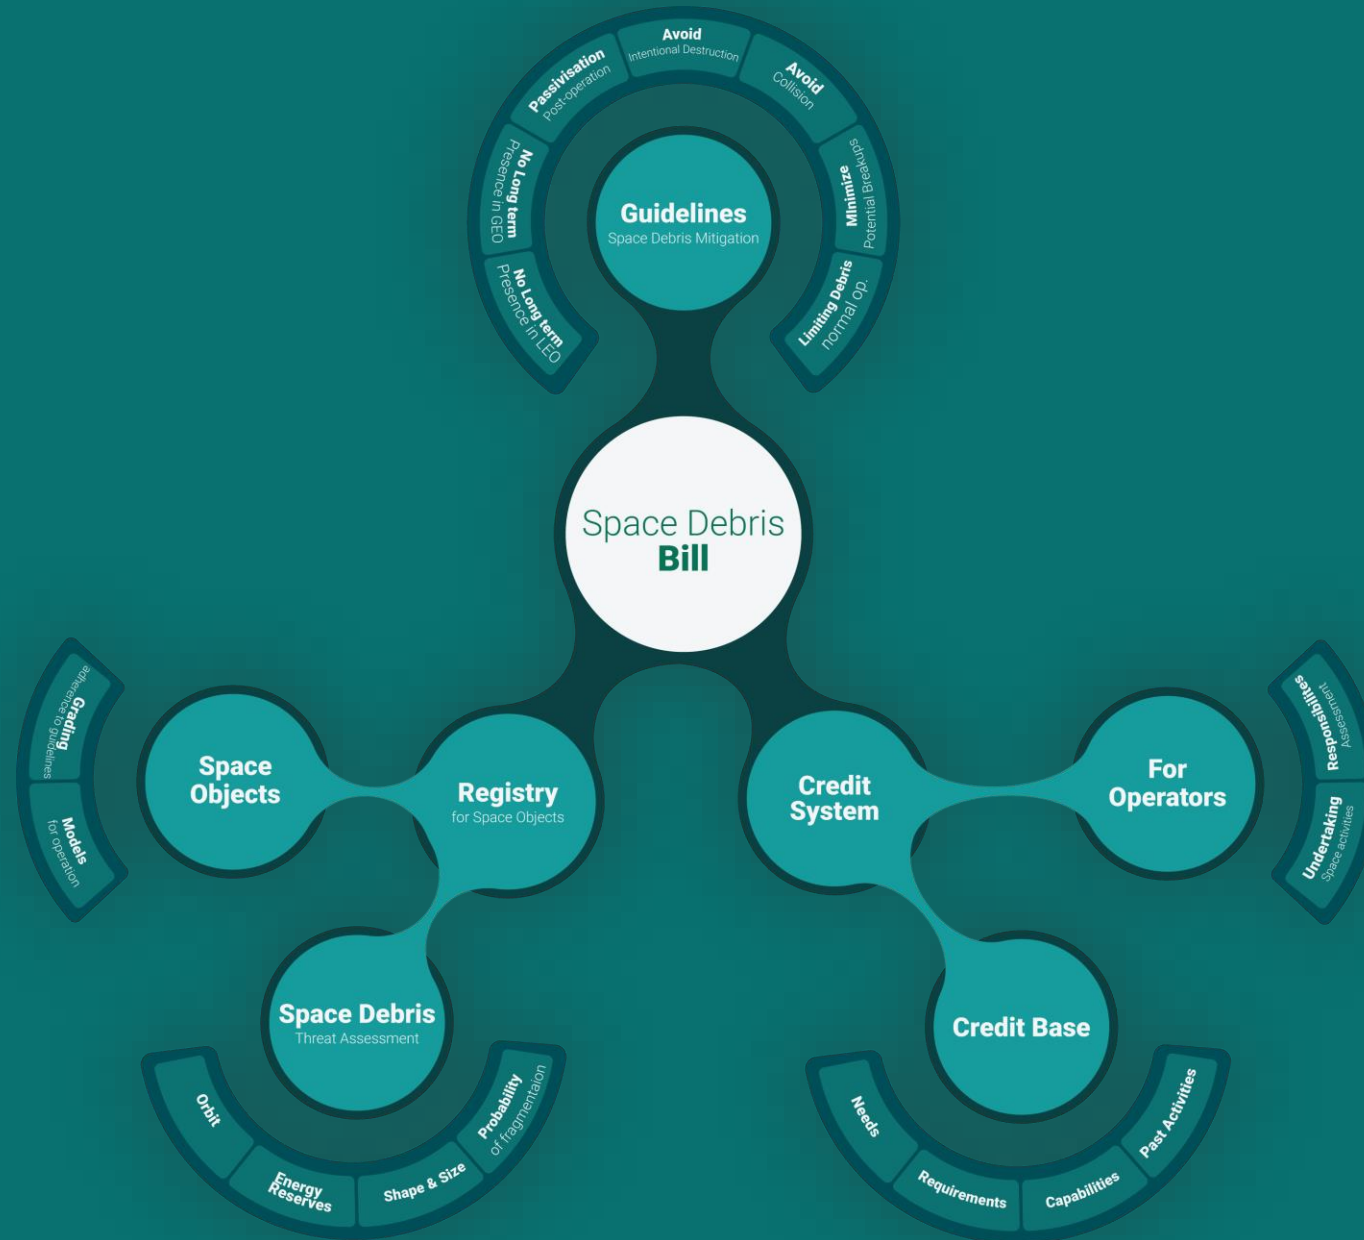 Avoid
Intentional Destruction
Passivisation
Post-operation
Avoid
Collision
No Long term
Presence in GEO
Minimize
Potential Breakups
No Long term
Presence in LEO
Limiting Debris
normal op.
Guidelines
Space Debris Mitigation
Space Debris
Bill
Grading
adherence to guidelines
Models
for operation
Space
Objects
Registry
for Space Objects
Credit
System
For
Operators
Responsibilites
Assessment
Undertaking
Space activities
Space Debris
Threat Assessment
Orbit
Energy
Reserves
Shape & Size
Probability
of fragmentaion
Credit Base
Needs
Requirements
Capabilities
Past Activities